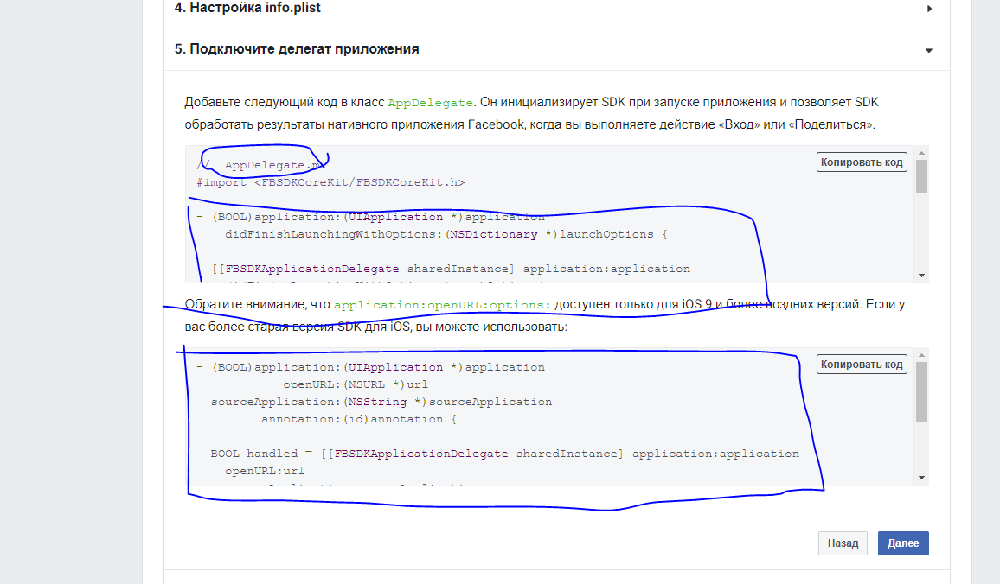 4. Настройка info.plist
5. Подключите делегат приложения
Добавьте следующий код в класс AppDelegate. Он инициализирует SDK при запуске приложения и позволяет SDK
обработать результаты нативного приложения Facebook, когда вы выполняете действие «Вход» или «Поделиться».
Копировать код
// AppDelegate.m
#import <FBSDKCoreKit/FBSDKCoreKit.h>
- (BOOL)application:(UIApplication *)application
didFinishLaunchingWithOptions:(NSDictionary *)launchOptions {
[[FBSDKApplicationDelegate sharedInstance] application:application
Обратите внимание, что application:openURL:options: доступен только для iOS 9 и более поздних версий. Если у
вас более старая версия SDK для iOS, вы можете использовать:
Копировать код
- (BOOL)application:(UIApplication *)application
openURL:(NSURL *)url
sourceApplication:(NSString *)sourceApplication
annotation:(id)annotation {
BOOL handled = [[FBSDKApplicationDelegate sharedInstance] application:application
openURL:url
Назад
Далее